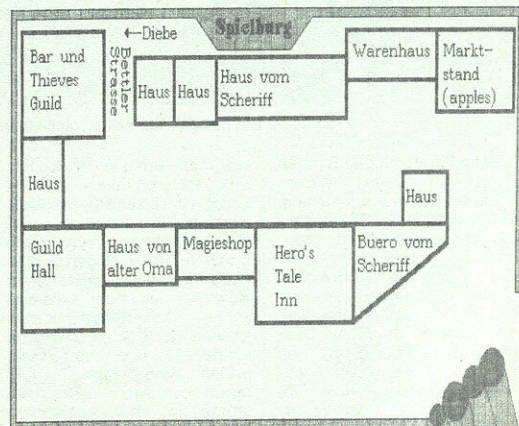 Spielburg
←Diebe
Bettler
Strasse
Bar und
Thieves
Guild
Haus
Haus
Haus vom
Scheriff
Warenhaus
Markt-
stand
(apples)
Haus
Haus
Guild
Hall
Haus von
alter Oma
Magieshop
Hero's
Tale
Inn
Buero vom
Scheriff